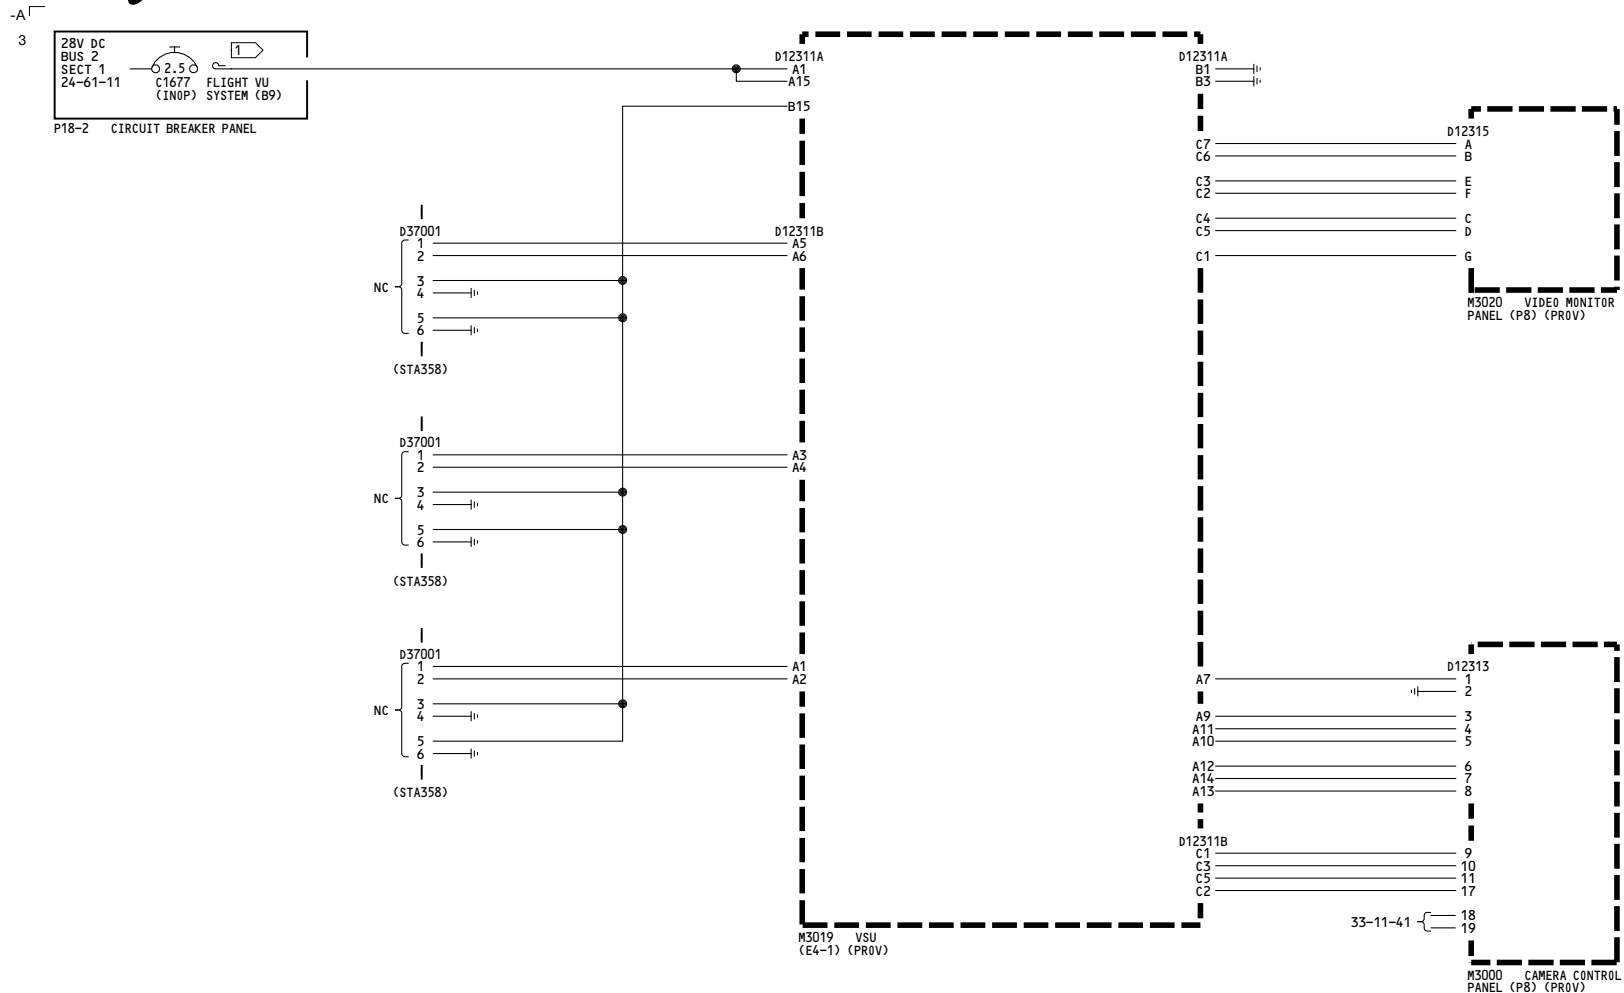 -A
3
28V DC
BUS 2
SECT 1
24-61-11
2.5
C1677
(INOP)
1
FLIGHT VU
SYSTEM (B9)
P18-2 CIRCUIT BREAKER PANEL
D12311A
A1
A15
B15
D37001
1
2
3
4
5
6
NC
(STA358)
D12311B
A5
A6
D37001
1
2
3
4
5
6
NC
(STA358)
A3
A4
D37001
1
2
3
4
5
6
NC
(STA358)
A1
A2
M3019 VSU
(E4-1) (PROV)
D12311A
B1
B3
C7
C6
C3
C2
C4
C5
C1
D12315
A
B
E
F
C
D
G
M3020 VIDEO MONITOR
PANEL (P8) (PROV)
A7
A9
A11
A10
A12
A14
A13
D12311B
C1
C3
C5
C2
D12313
1
2
3
4
5
6
7
8
9
10
11
17
33-11-41
18
19
M3000 CAMERA CONTROL
PANEL (P8) (PROV)